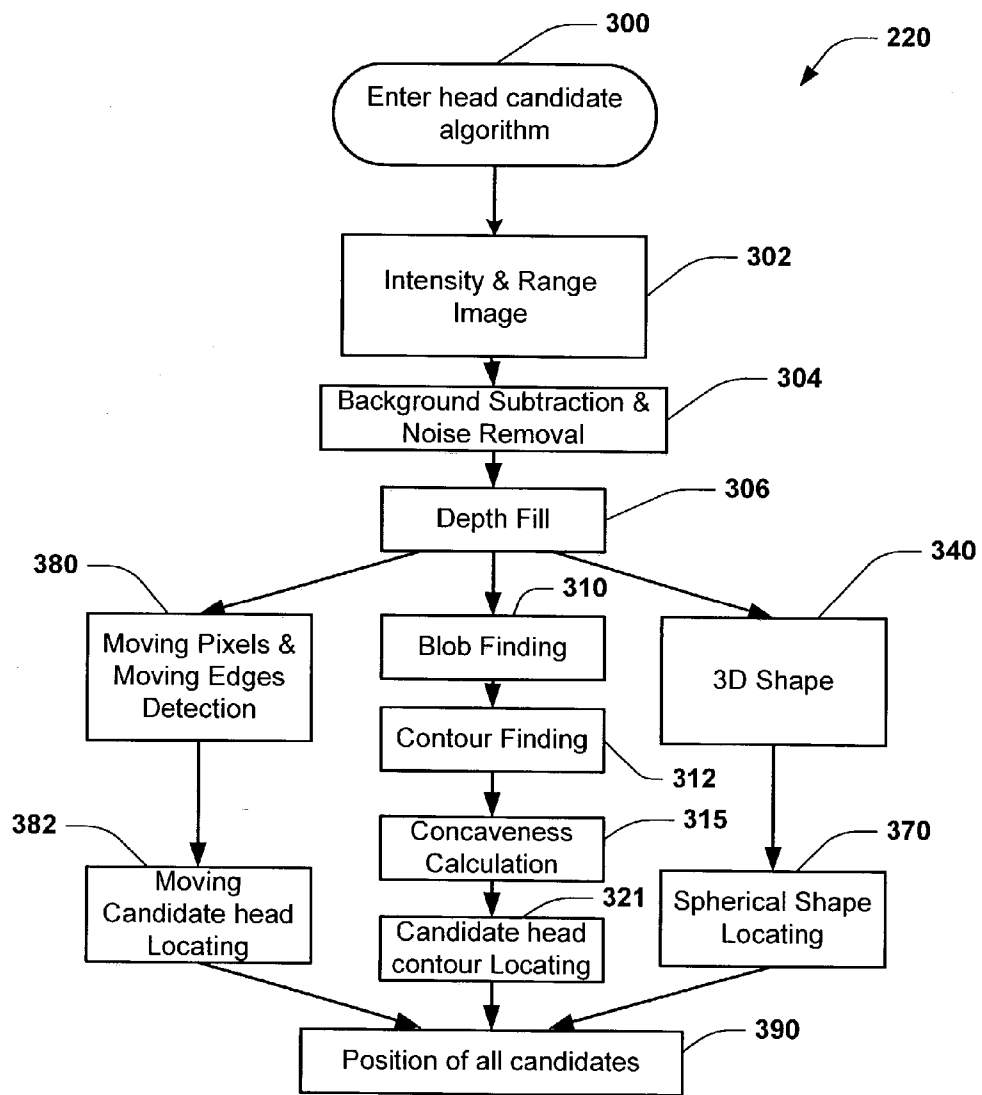 300
220
Enter head candidate
algorithm
302
Intensity & Range
Image
304
Background Subtraction &
Noise Removal
306
Depth Fill
380
310
340
Moving Pixels &
Moving Edges
Detection
Blob Finding
3D Shape
Contour Finding
312
382
315
370
Concaveness
Calculation
Moving
Candidate head
Locating
321
Candidate head
contour Locating
Spherical Shape
Locating
390
Position of all candidates